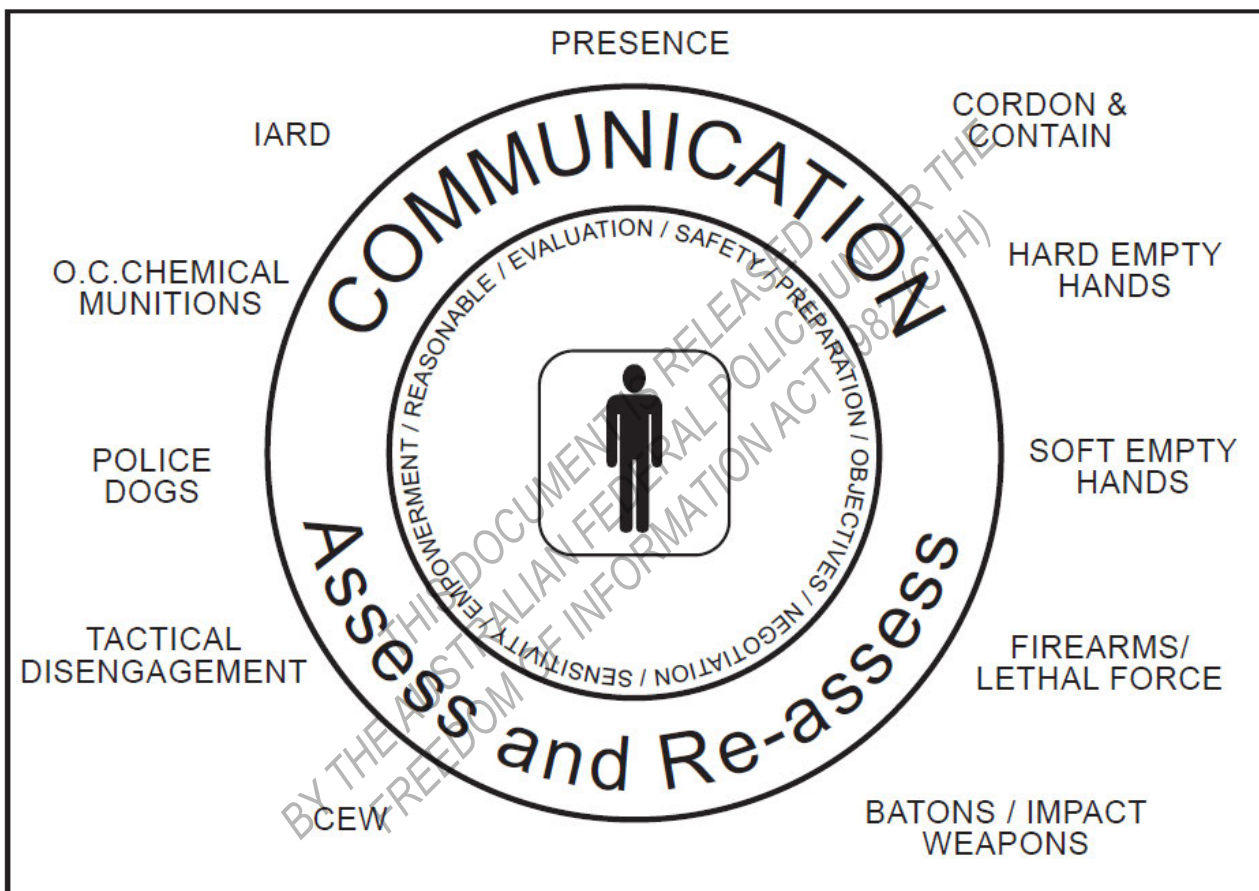 PRESENCE
CORDON &
CONTAIN
HARD EMPTY
HANDS
SOFT EMPTY
HANDS
FIREARMS/
LETHAL FORCE
BATONS / IMPACT
WEAPONS
CEW
TACTICAL
DISENGAGEMENT
POLICE
DOGS
O.C.CHEMICAL
MUNITIONS
IARD
COMMUNICATION
Assess and Re-assess
REASONABLE / EVALUATION / SAFETY / PREPARATION / OBJECTIVES / NEGOTIATION / SENSITIVITY / EMPOWERMENT /
THIS DOCUMENT IS RELEASED
BY THE AUSTRALIAN FEDERAL POLICE UNDER THE
FREEDOM OF INFORMATION ACT 1982 (C TH)